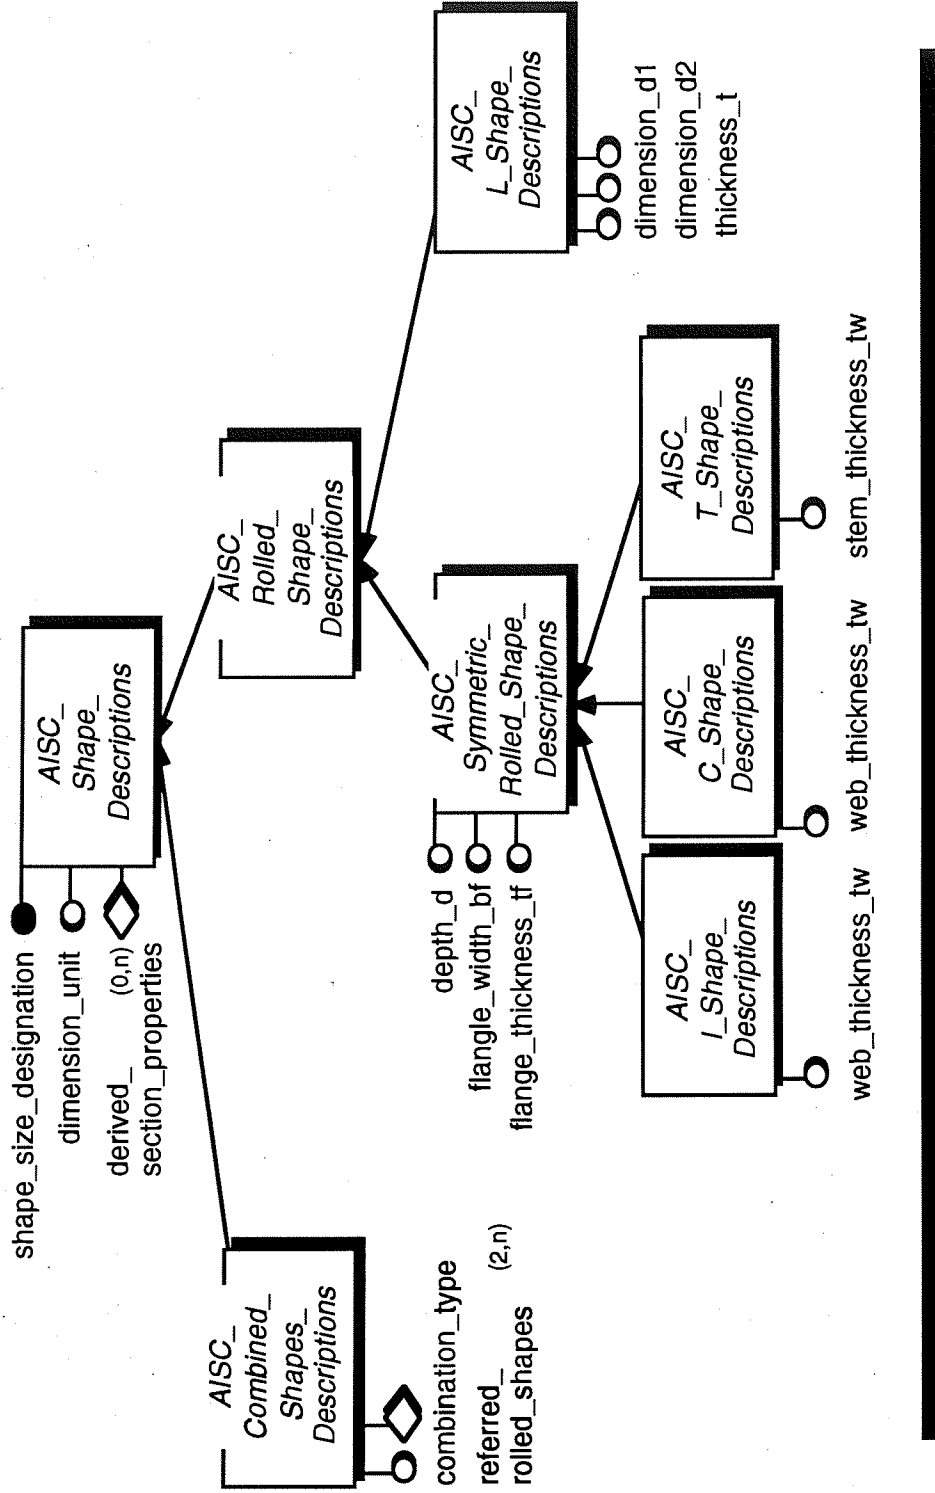 shape_size_designation
dimension_unit
derived_ (0,n)
section_properties
AISC_
Shape_
Descriptions
AISC_
Combined_
Shapes_
Descriptions
combination_type
referred_ (2,n)
rolled_shapes
AISC_
Rolled_
Shape_
Descriptions
depth_d
flangle_width_bf
flange_thickness_tf
AISC_
Symmetric_
Rolled_Shape_
Descriptions
AISC_
L_Shape_
Descriptions
dimension_d1
dimension_d2
thickness_t
AISC_
I_Shape_
Descriptions
web_thickness_tw
AISC_
C_Shape_
Descriptions
web_thickness_tw
AISC_
T_Shape_
Descriptions
stem_thickness_tw